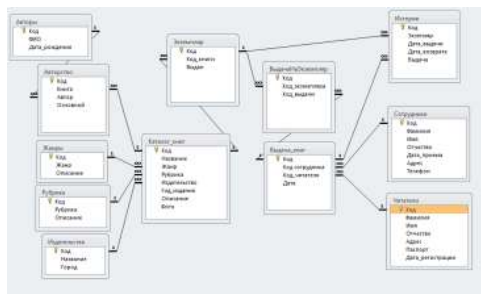 Авторы
Код
ФИО
Дата_рождения
Авторство
Код
Книга
Автор
Основной
Жанры
Код
Жанр
Описание
Рубрика
Код
Рубрика
Описание
Издательства
Код
Название
Город
Экземпляр
Код
Код_книги
Выдан
Каталог_книг
Код
Название
Жанр
Рубрика
Издательство
Год_издания
Описание
Фото
Код
Код_экземпляра
Код_выдачи
Выдача_книг
Код
Код_сотрудника
Код_читателя
Дата
История
Код
Экземпляр
Дата_выдачи
Дата_возврата
Выдача
Сотрудники
Код
Фамилия
Имя
Отчество
Дата_приема
Адрес
Телефон
Читатели
Код
Фамилия
Имя
Отчество
Адрес
Паспорт
Дата_регистрации